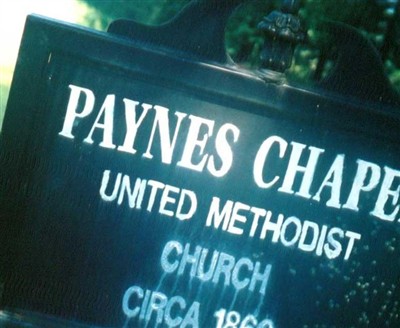 PAYNES CHAPE
UNITED METHODIST
CHURCH
CIRCA